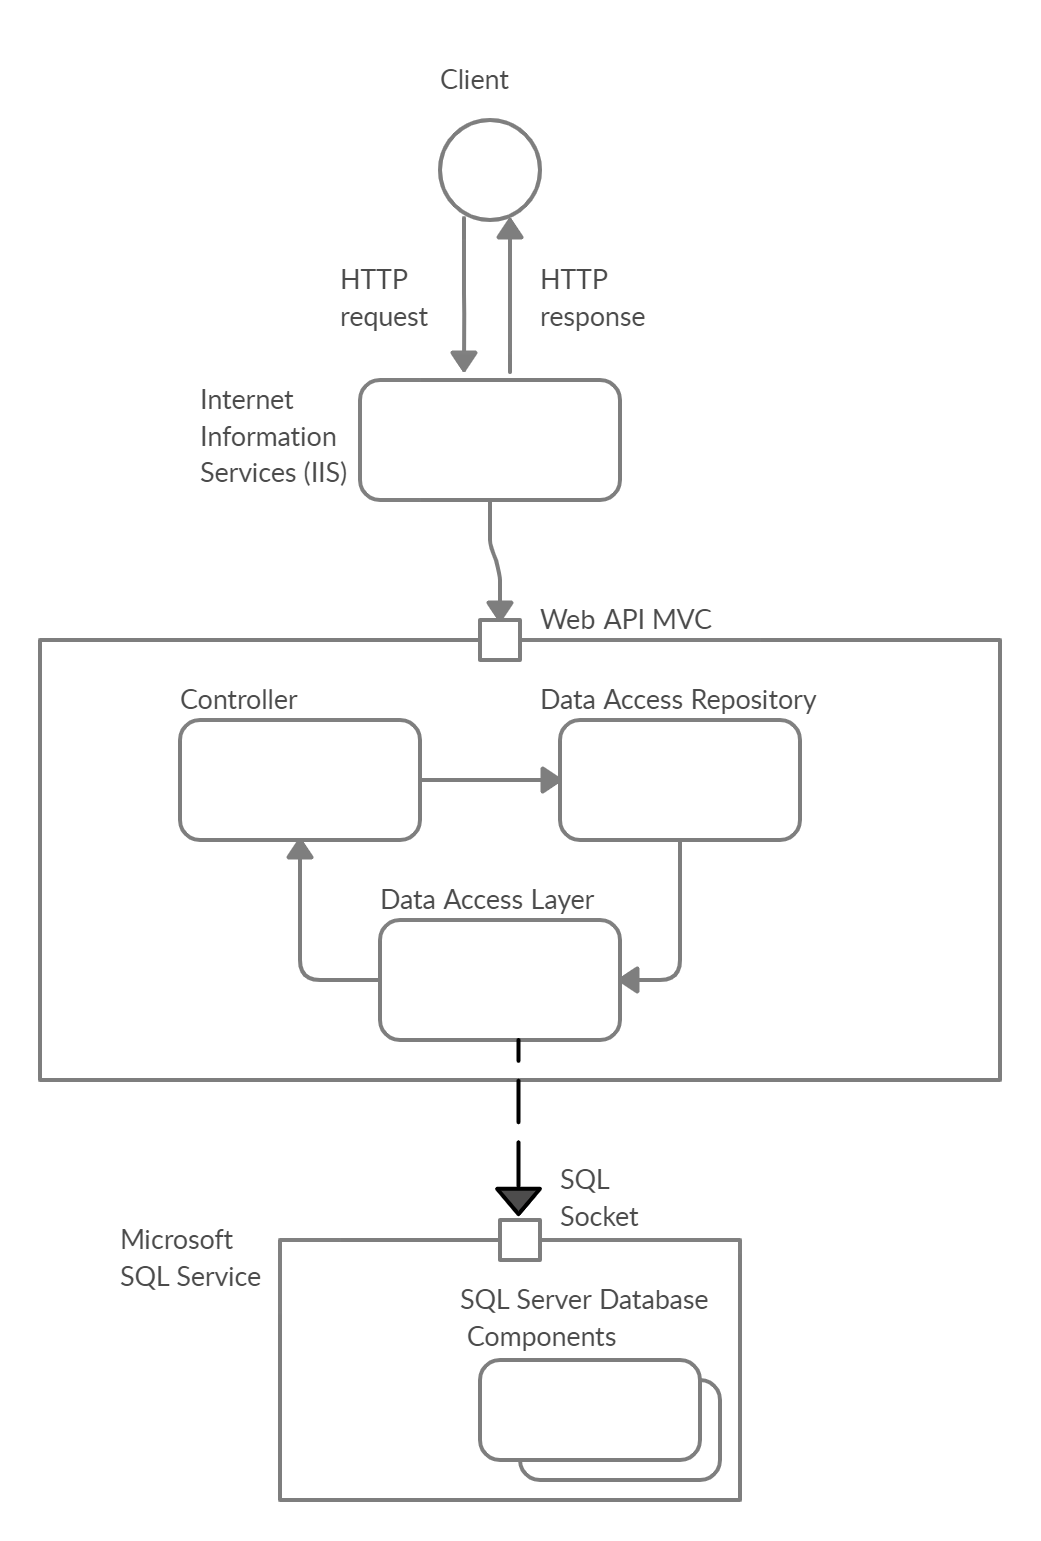 Client
HTTP
request
HTTP
response
Internet
Information
Services (IIS)
Web API MVC
Controller
Data Access Repository
Data Access Layer
SQL
Socket
Microsoft
SQL Service
SQL Server Database
Components